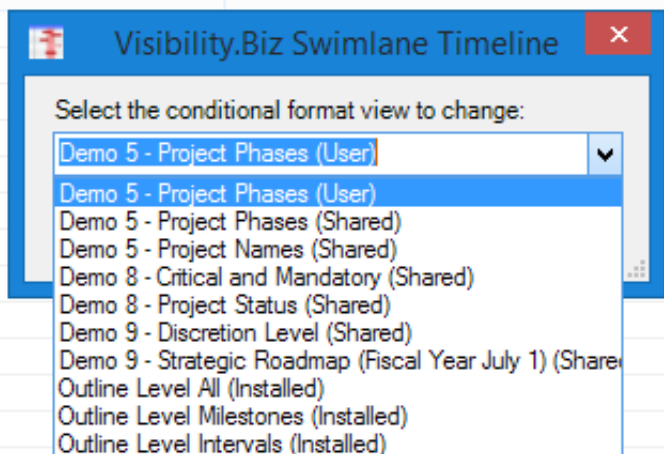 Visibility.Biz Swimlane Timeline
Select the conditional format view to change:
Demo 5 - Project Phases (User)
Demo 5 - Project Phases (User)
Demo 5 - Project Phases (Shared)
Demo 5 - Project Names (Shared)
Demo 8 - Critical and Mandatory (Shared)
Demo 8 - Project Status (Shared)
Demo 9 - Discretion Level (Shared)
Demo 9 - Strategic Roadmap (Fiscal Year July 1) (Share
Outline Level All (Installed)
Outline Level Milestones (Installed)
Outline Level Intervals (Installed)